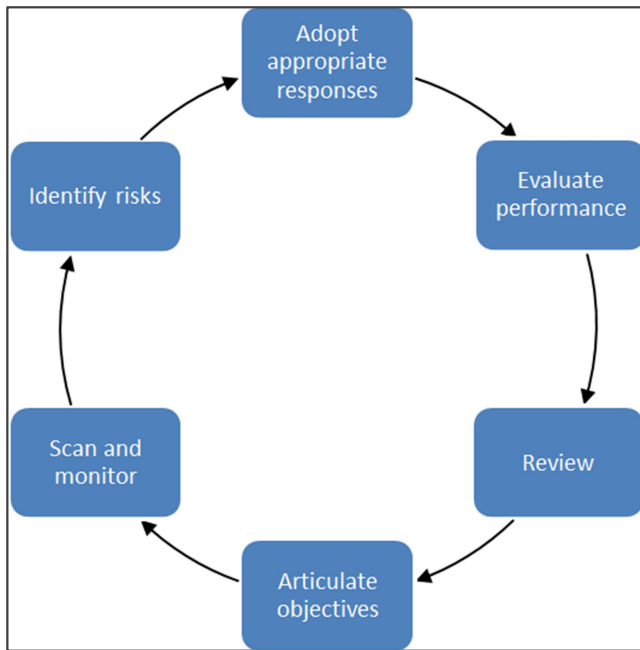 Adopt
appropriate
responses
Identify risks
Evaluate
performance
Scan and
monitor
Review
Articulate
objectives